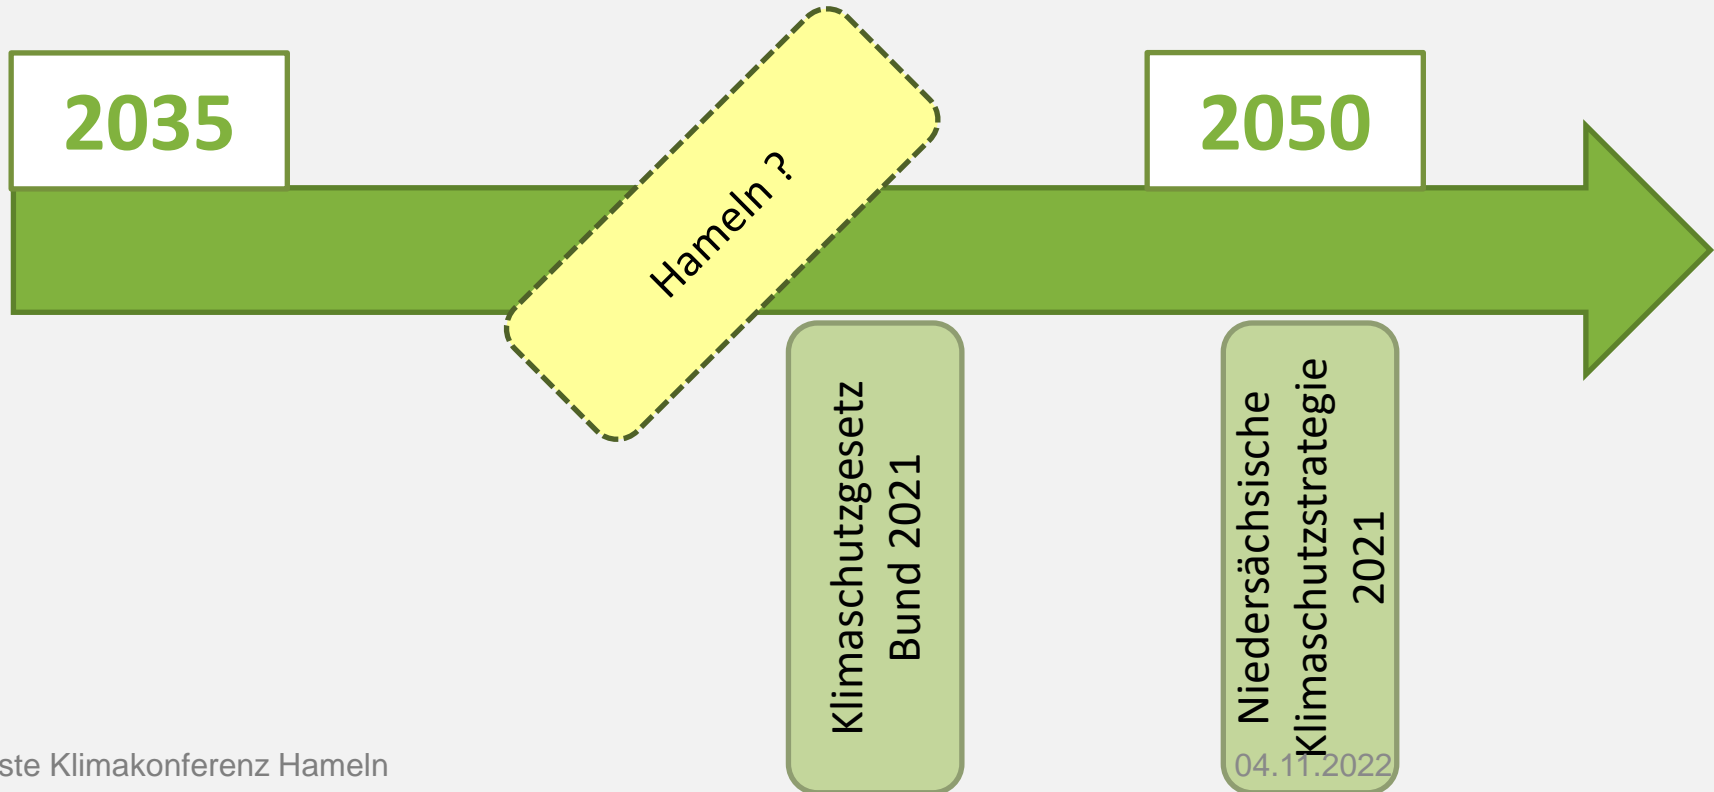 2035
2050
Hameln ?
Klimaschutzgesetz
Bund 2021
Niedersächsische
Klimaschutzstrategie
2021
ste Klimakonferenz Hameln
04.11.2022